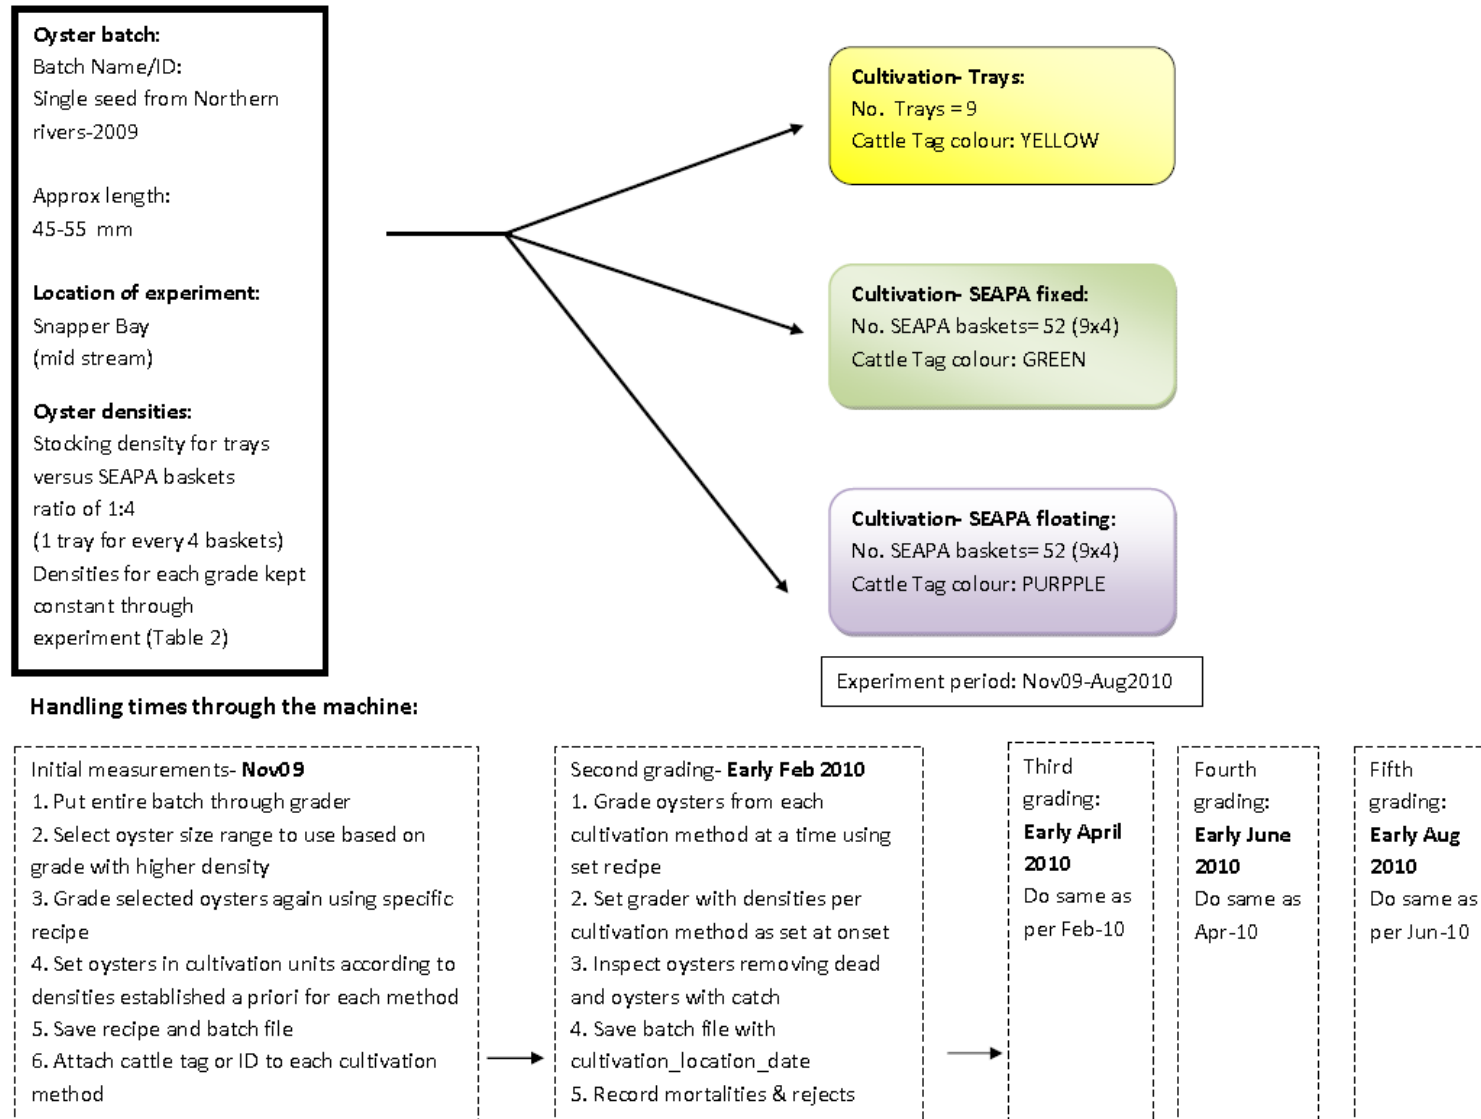 Oyster batch:
Batch Name/ID:
Single seed from Northern
rivers-2009
Approx length:
45-55 mm
Location of experiment:
Snapper Bay
(mid stream)
Oyster densities:
Stocking density for trays
versus SEAPA baskets
ratio of 1:4
(1 tray for every 4 baskets)
Densities for each grade kept
constant through
experiment (Table 2)
Cultivation- Trays:
No. Trays = 9
Cattle Tag colour: YELLOW
Cultivation- SEAPA fixed:
No. SEAPA baskets= 52 (9x4)
Cattle Tag colour: GREEN
Cultivation- SEAPA floating:
No. SEAPA baskets= 52 (9x4)
Cattle Tag colour: PURPPLE
Experiment period: Nov09-Aug2010
Handling times through the machine:
Initial measurements- Nov09
1. Put entire batch through grader
2. Select oyster size range to use based on
grade with higher density
3. Grade selected oysters again using specific
recipe
4. Set oysters in cultivation units according to
densities established a priori for each method
5. Save recipe and batch file
6. Attach cattle tag or ID to each cultivation
method
Second grading- Early Feb 2010
1. Grade oysters from each
cultivation method at a time using
set recipe
2. Set grader with densities per
cultivation method as set at onset
3. Inspect oysters removing dead
and oysters with catch
4. Save batch file with
cultivation_location_date
5. Record mortalities & rejects
Third
grading:
Early April
2010
Do same as
per Feb-10
Fourth
grading:
Early June
2010
Do same as
Apr-10
Fifth
grading:
Early Aug
2010
Do same as
per Jun-10